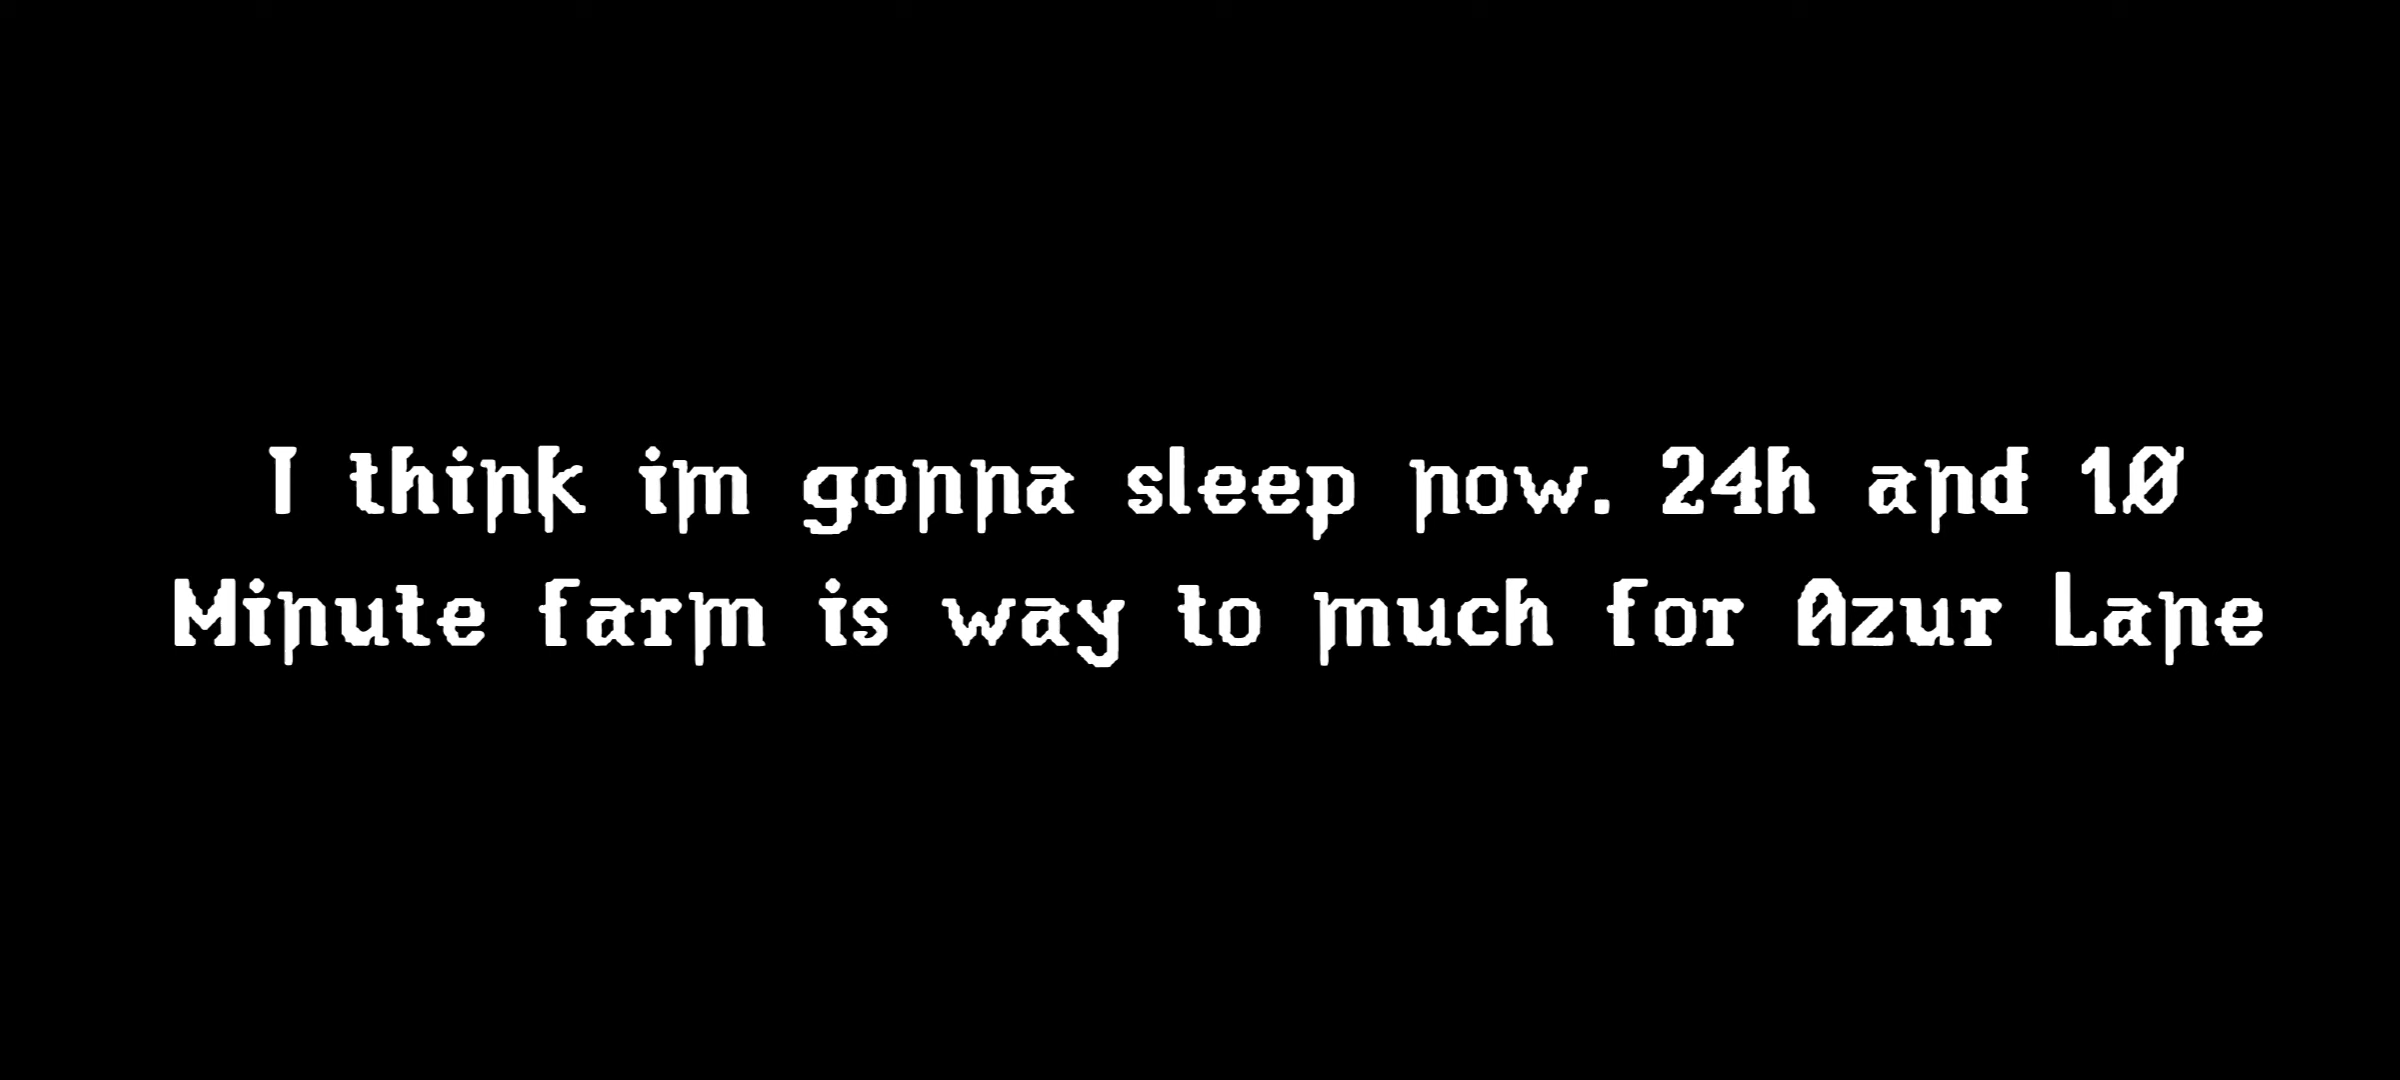 I think im gonna sleep now. 24h and 10
Minute farm is way to much for Azur Lane